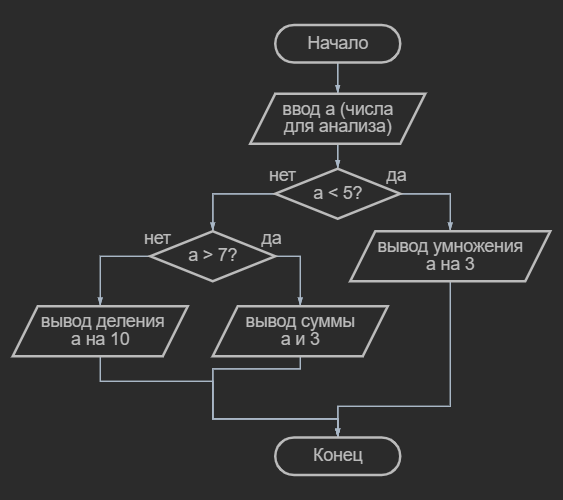 Начало
ввод a (числа
для анализа)
нет
да
a < 5?
нет
да
a > 7?
вывод умножения
a на 3
вывод деления
a на 10
вывод суммы
a и 3
Конец